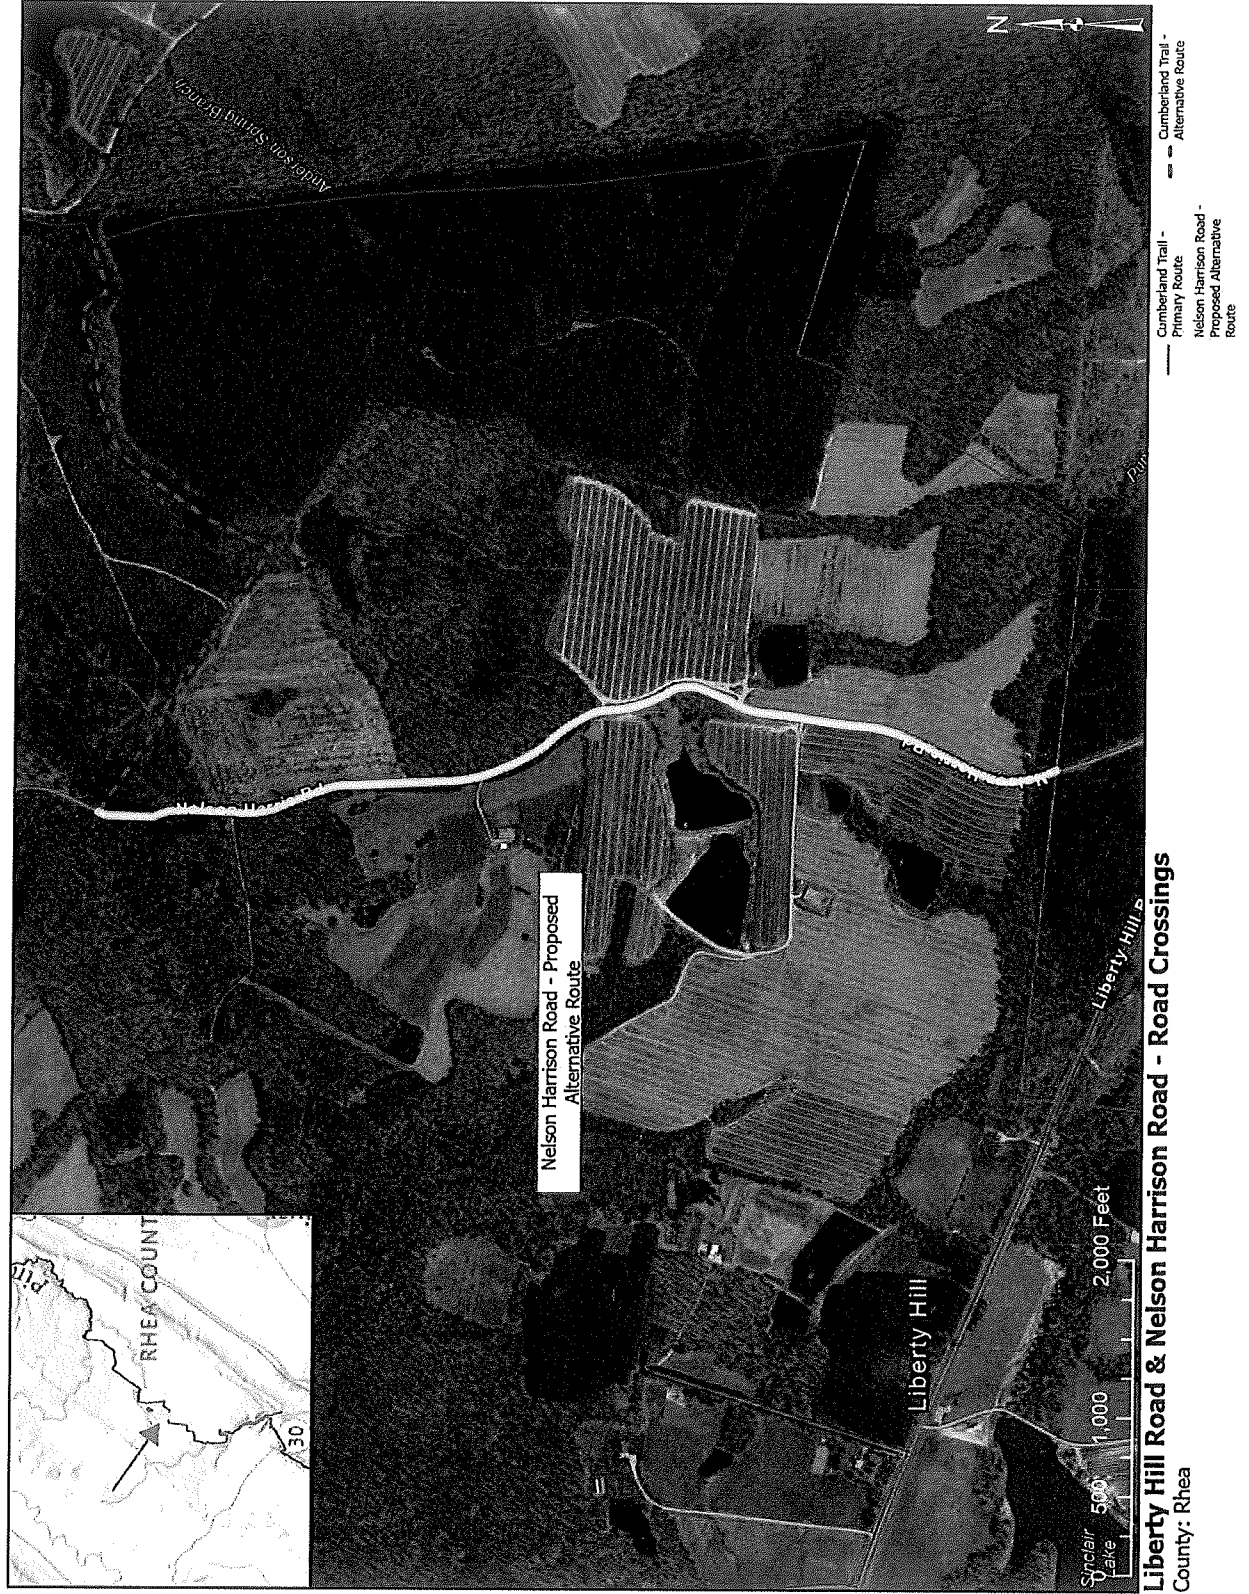 RHEA COUNT
30
Anderson Spring Branch
Nelson Harrison Road - Proposed
Alternative Route
Liberty Hill
Liberty Hill R
Sinclair
Lake
0
500
1,000
2,000 Feet
N
Liberty Hill Road & Nelson Harrison Road - Road Crossings
County: Rhea
Cumberland Trail -
Primary Route
Nelson Harrison Road -
Proposed Alternative
Route
Cumberland Trail -
Alternative Route